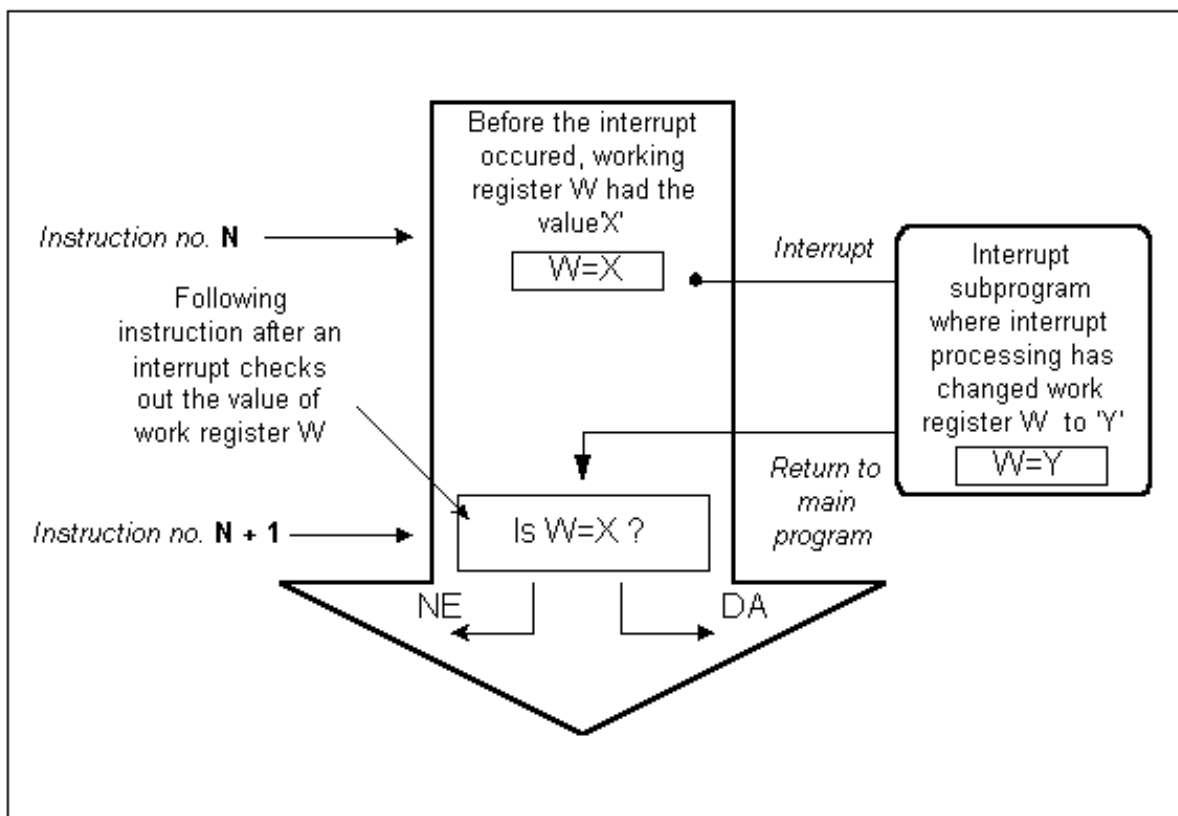 Before the interrupt
occured, working
register W had the
value'X'
W=X
Instruction no. N
Interrupt
Interrupt
subprogram
where interrupt
processing has
changed work
register W to 'Y'
W=Y
Following
instruction after an
interrupt checks
out the value of
work register W
Return to
main
program
Instruction no. N + 1
Is W=X ?
NE
DA